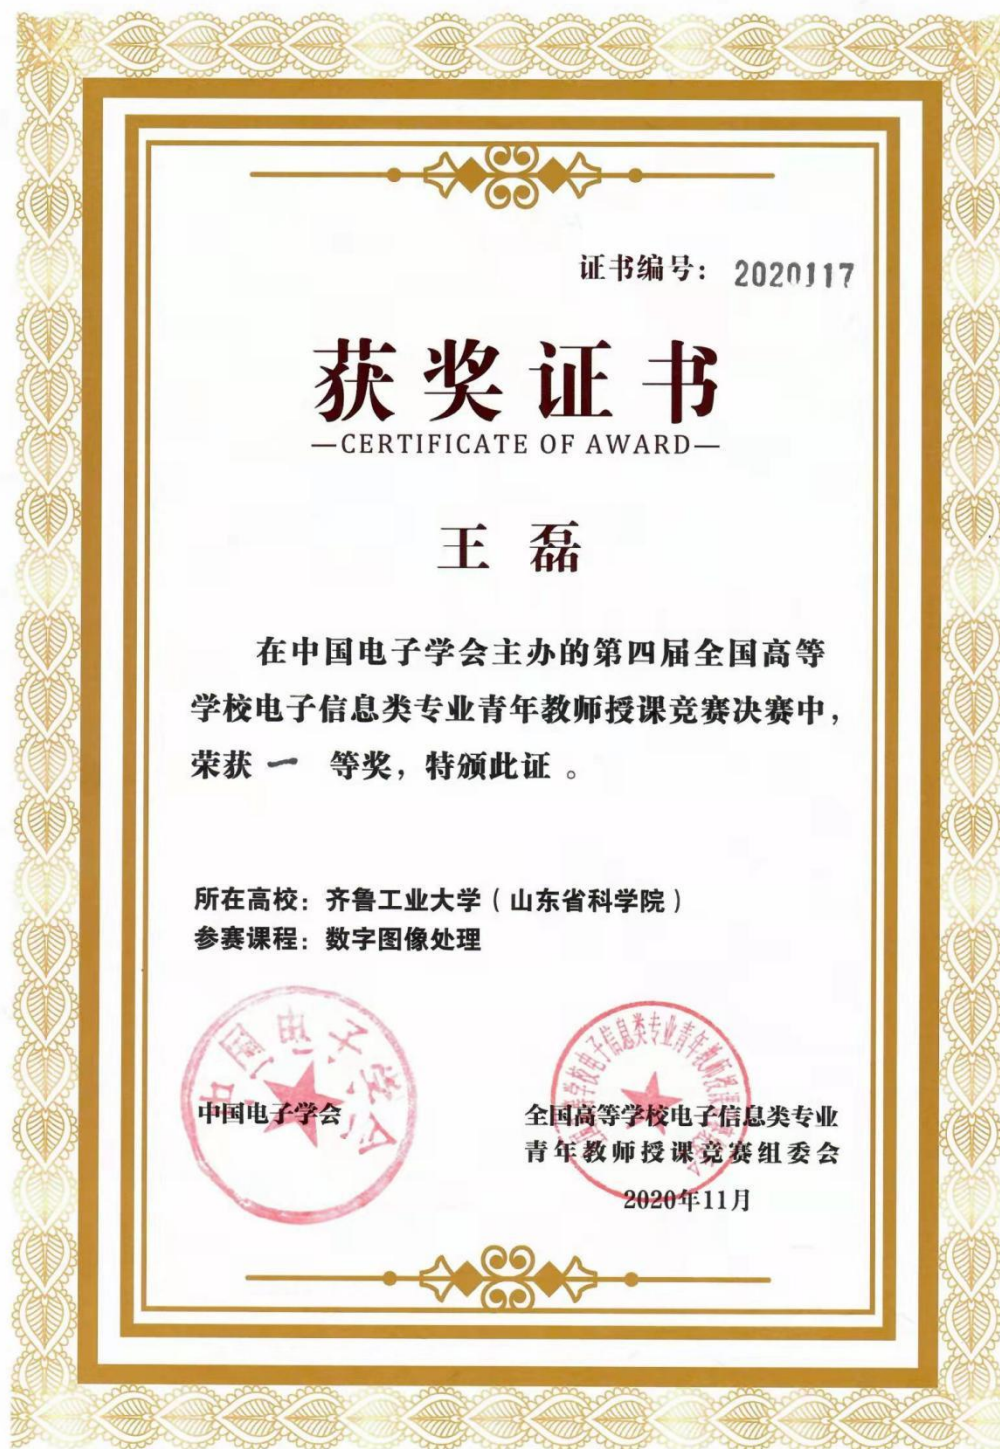 证书编号： 2020117
获奖证书
—CERTIFICATE OF AWARD—
王 磊
在中国电子学会主办的第四届全国高等
学校电子信息类专业青年教师授课竞赛决赛中，
荣获 一 等奖，特颁此证 。
所在高校：齐鲁工业大学（山东省科学院）
参赛课程：数字图像处理
中国电子学会
中国电子学会
全国高等学校电子信息类专业
青年教师授课竞赛组委会
2020年11月